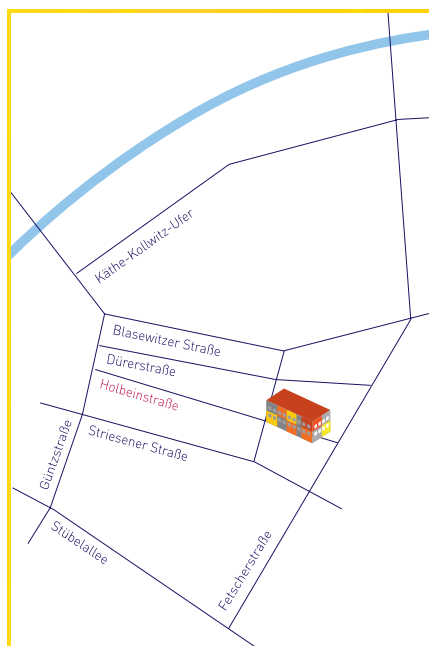 Käthe-Kollwitz-Ufer
Blasewitzer Straße
Dürerstraße
Holbeinstraße
Striesener Straße
Güntzstraße
Stübelallee
Fetscherstraße